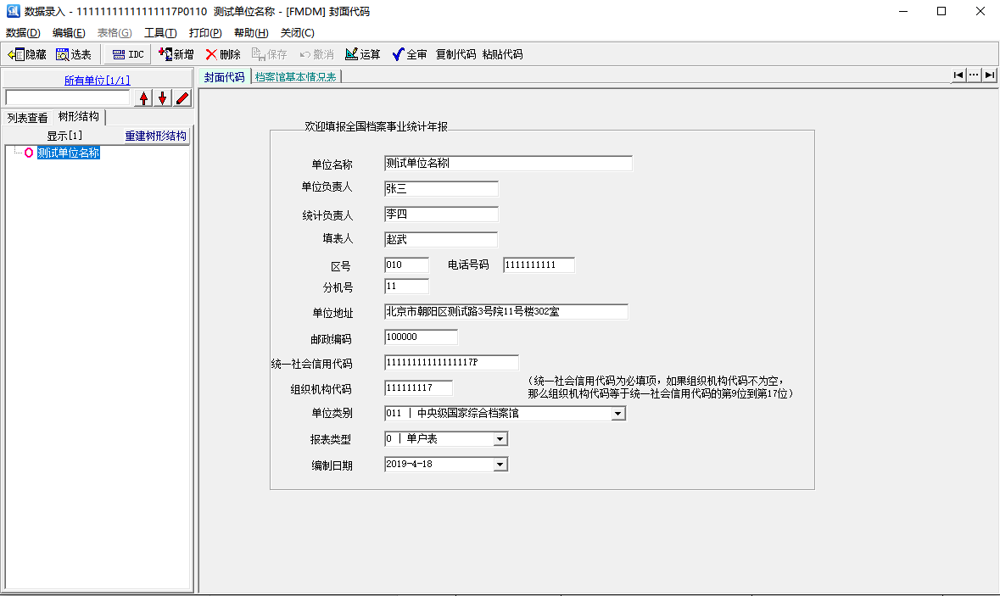 数据录入 - 11111111111111117P0110  测试单位名称 - [FMDM] 封面代码
数据(D) 编辑(E) 表格(G) 工具(T) 打印(P) 帮助(H) 关闭(C)
隐藏 选表 IDC 新增 删除 保存 撤消 运算 全审 复制代码 粘贴代码
所有单位[1/1]
封面代码 档案馆基本情况表
列表查看 树形结构
显示[1] 重建树形结构
测试单位名称
欢迎填报全国档案事业统计年报
单位名称 测试单位名称
单位负责人 张三
统计负责人 李四
填表人 赵武
区号 010 电话号码 1111111111
分机号 11
单位地址 北京市朝阳区测试路3号院11号楼302室
邮政编码 100000
统一社会信用代码 11111111111111117P
组织机构代码 111111117
（统一社会信用代码为必填项，如果组织机构代码不为空，
那么组织机构代码等于统一社会信用代码的第9位到第17位）
单位类别 011 | 中央级国家综合档案馆
报表类型 0 | 单户表
编制日期 2019-4-18